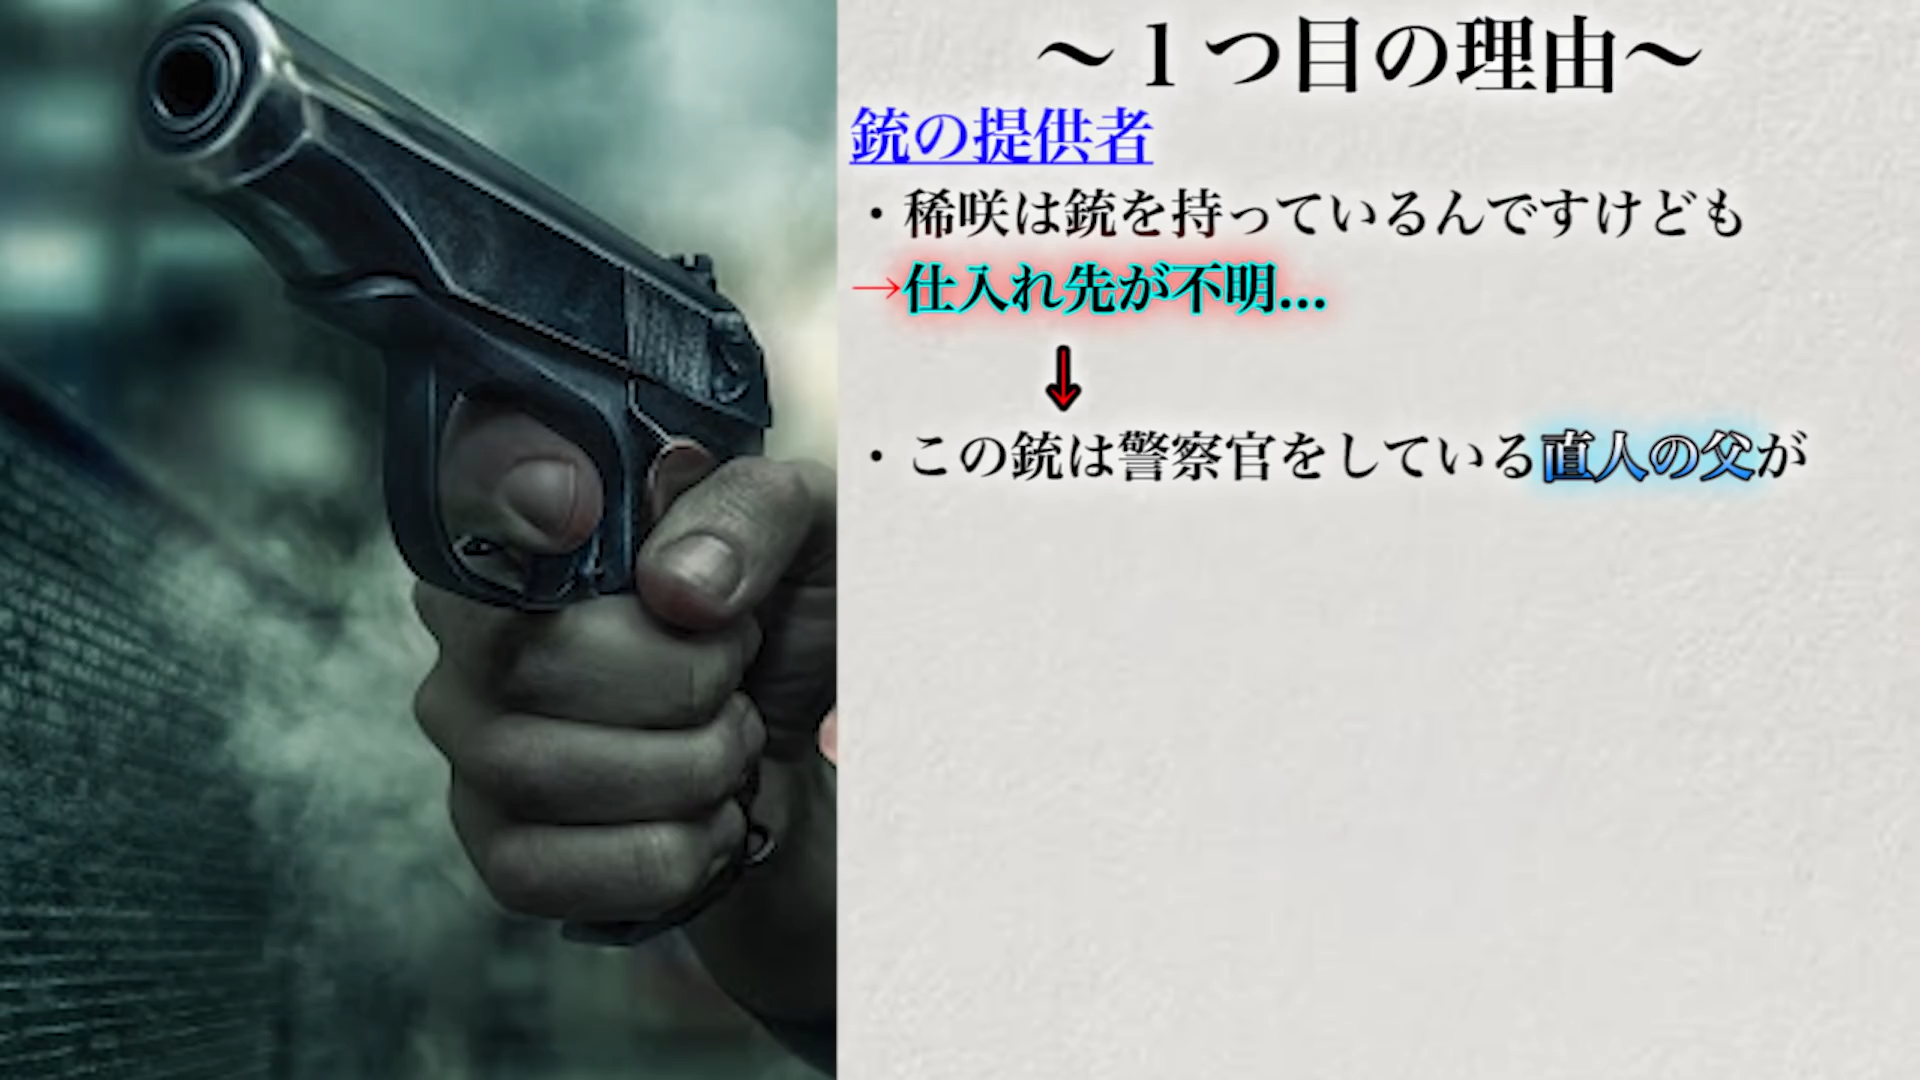 ～１つ目の理由～
銃の提供者
・稀咲は銃を持っているんですけども
→仕入れ先が不明...
↓
・この銃は警察官をしている直人の父が